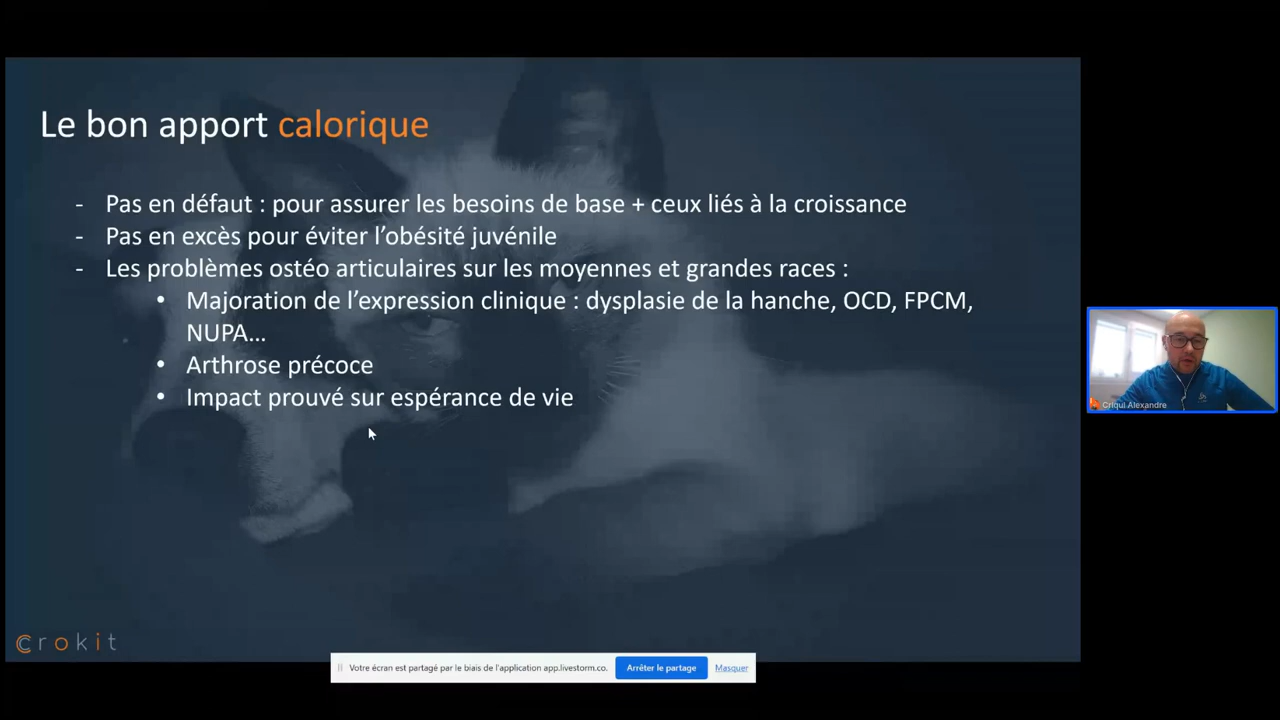 Le bon apport calorique
- Pas en défaut : pour assurer les besoins de base + ceux liés à la croissance
- Pas en excès pour éviter l'obésité juvénile
- Les problèmes ostéo articulaires sur les moyennes et grandes races :
• Majoration de l'expression clinique : dysplasie de la hanche, OCD, FPCM,
NUPA...
• Arthrose précoce
• Impact prouvé sur espérance de vie
Criqui Alexandre
crokit
Votre écran est partagé par le biais de l'application app.livestorm.co.
Arrêter le partage
Masquer